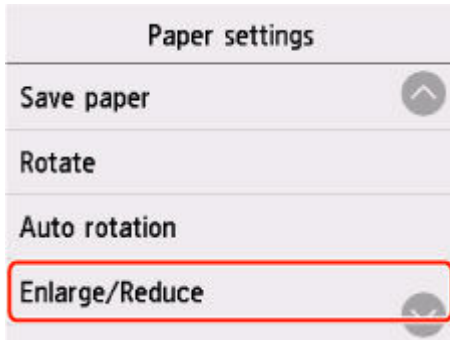 Paper settings
Save paper
Rotate
Auto rotation
Enlarge/Reduce